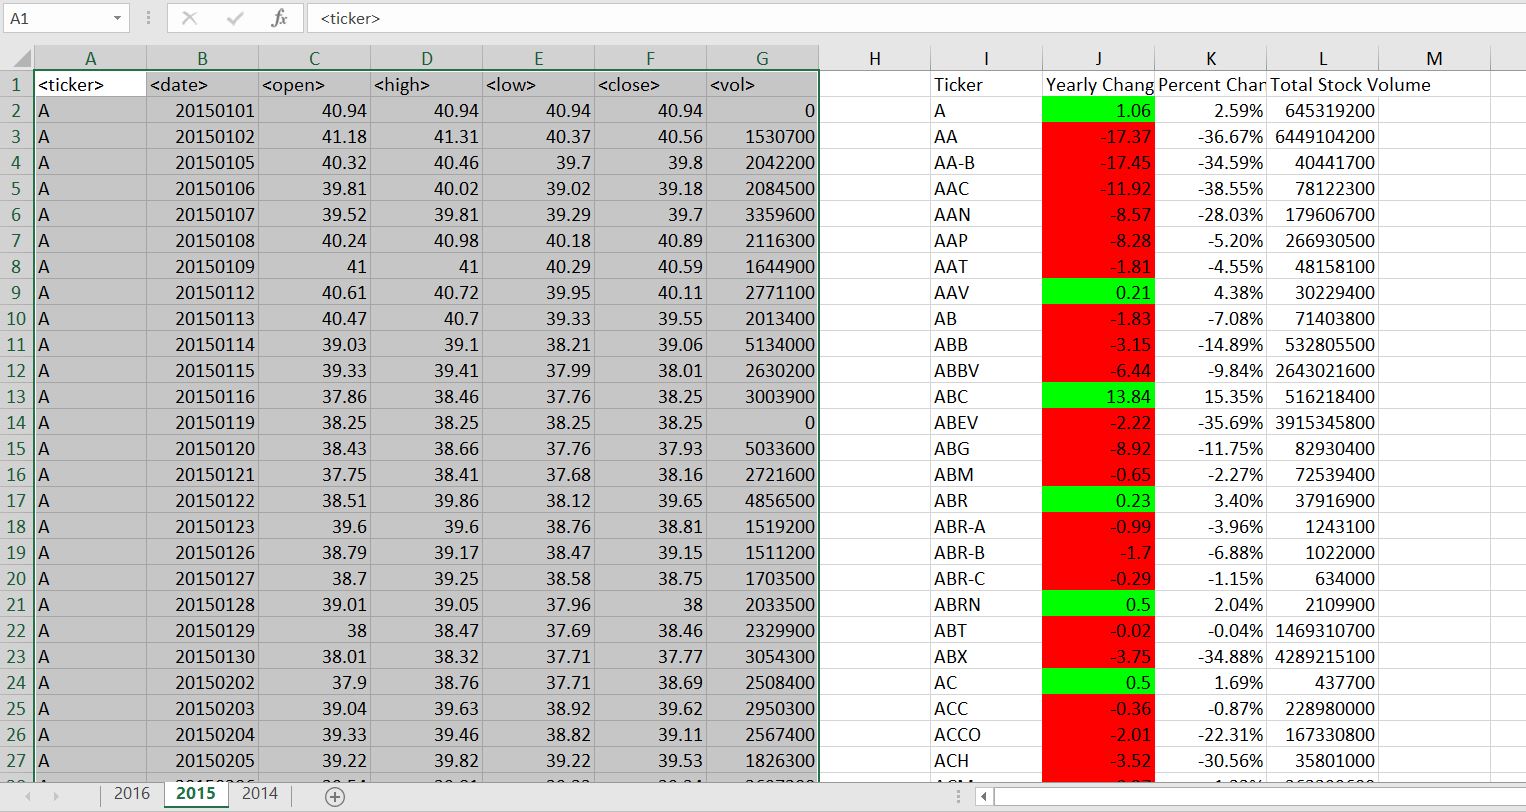 A1 fx <ticker>
A B C D E F G H I J K L M
1 <ticker> <date> <open> <high> <low> <close> <vol> Ticker Yearly Chang Percent Chan Total Stock Volume
2 A 20150101 40.94 40.94 40.94 40.94 0 A 1.06 2.59% 645319200
3 A 20150102 41.18 41.31 40.37 40.56 1530700 AA -17.37 -36.67% 6449104200
4 A 20150105 40.32 40.46 39.7 39.8 2042200 AA-B -17.45 -34.59% 40441700
5 A 20150106 39.81 40.02 39.02 39.18 2084500 AAC -11.92 -38.55% 78122300
6 A 20150107 39.52 39.81 39.29 39.7 3359600 AAN -8.57 -28.03% 179606700
7 A 20150108 40.24 40.98 40.18 40.89 2116300 AAP -8.28 -5.20% 266930500
8 A 20150109 41 41 40.29 40.59 1644900 AAT -1.81 -4.55% 48158100
9 A 20150112 40.61 40.72 39.95 40.11 2771100 AAV 0.21 4.38% 30229400
10 A 20150113 40.47 40.7 39.33 39.55 2013400 AB -1.83 -7.08% 71403800
11 A 20150114 39.03 39.1 38.21 39.06 5134000 ABB -3.15 -14.89% 532805500
12 A 20150115 39.33 39.41 37.99 38.01 2630200 ABBV -6.44 -9.84% 2643021600
13 A 20150116 37.86 38.46 37.76 38.25 3003900 ABC 13.84 15.35% 516218400
14 A 20150119 38.25 38.25 38.25 38.25 0 ABEV -2.22 -35.69% 3915345800
15 A 20150120 38.43 38.66 37.76 37.93 5033600 ABG -8.92 -11.75% 82930400
16 A 20150121 37.75 38.41 37.68 38.16 2721600 ABM -0.65 -2.27% 72539400
17 A 20150122 38.51 39.86 38.12 39.65 4856500 ABR 0.23 3.40% 37916900
18 A 20150123 39.6 39.6 38.76 38.81 1519200 ABR-A -0.99 -3.96% 1243100
19 A 20150126 38.79 39.17 38.47 39.15 1511200 ABR-B -1.7 -6.88% 1022000
20 A 20150127 38.7 39.25 38.58 38.75 1703500 ABR-C -0.29 -1.15% 634000
21 A 20150128 39.01 39.05 37.96 38 2033500 ABRN 0.5 2.04% 2109900
22 A 20150129 38 38.47 37.69 38.46 2329900 ABT -0.02 -0.04% 1469310700
23 A 20150130 38.01 38.32 37.71 37.77 3054300 ABX -3.75 -34.88% 4289215100
24 A 20150202 37.9 38.76 37.71 38.69 2508400 AC 0.5 1.69% 437700
25 A 20150203 39.04 39.63 38.92 39.62 2950300 ACC -0.36 -0.87% 228980000
26 A 20150204 39.33 39.46 38.82 39.11 2567400 ACCO -2.01 -22.31% 167330800
27 A 20150205 39.22 39.82 39.22 39.53 1826300 ACH -3.52 -30.56% 35801000
2016 2015 2014